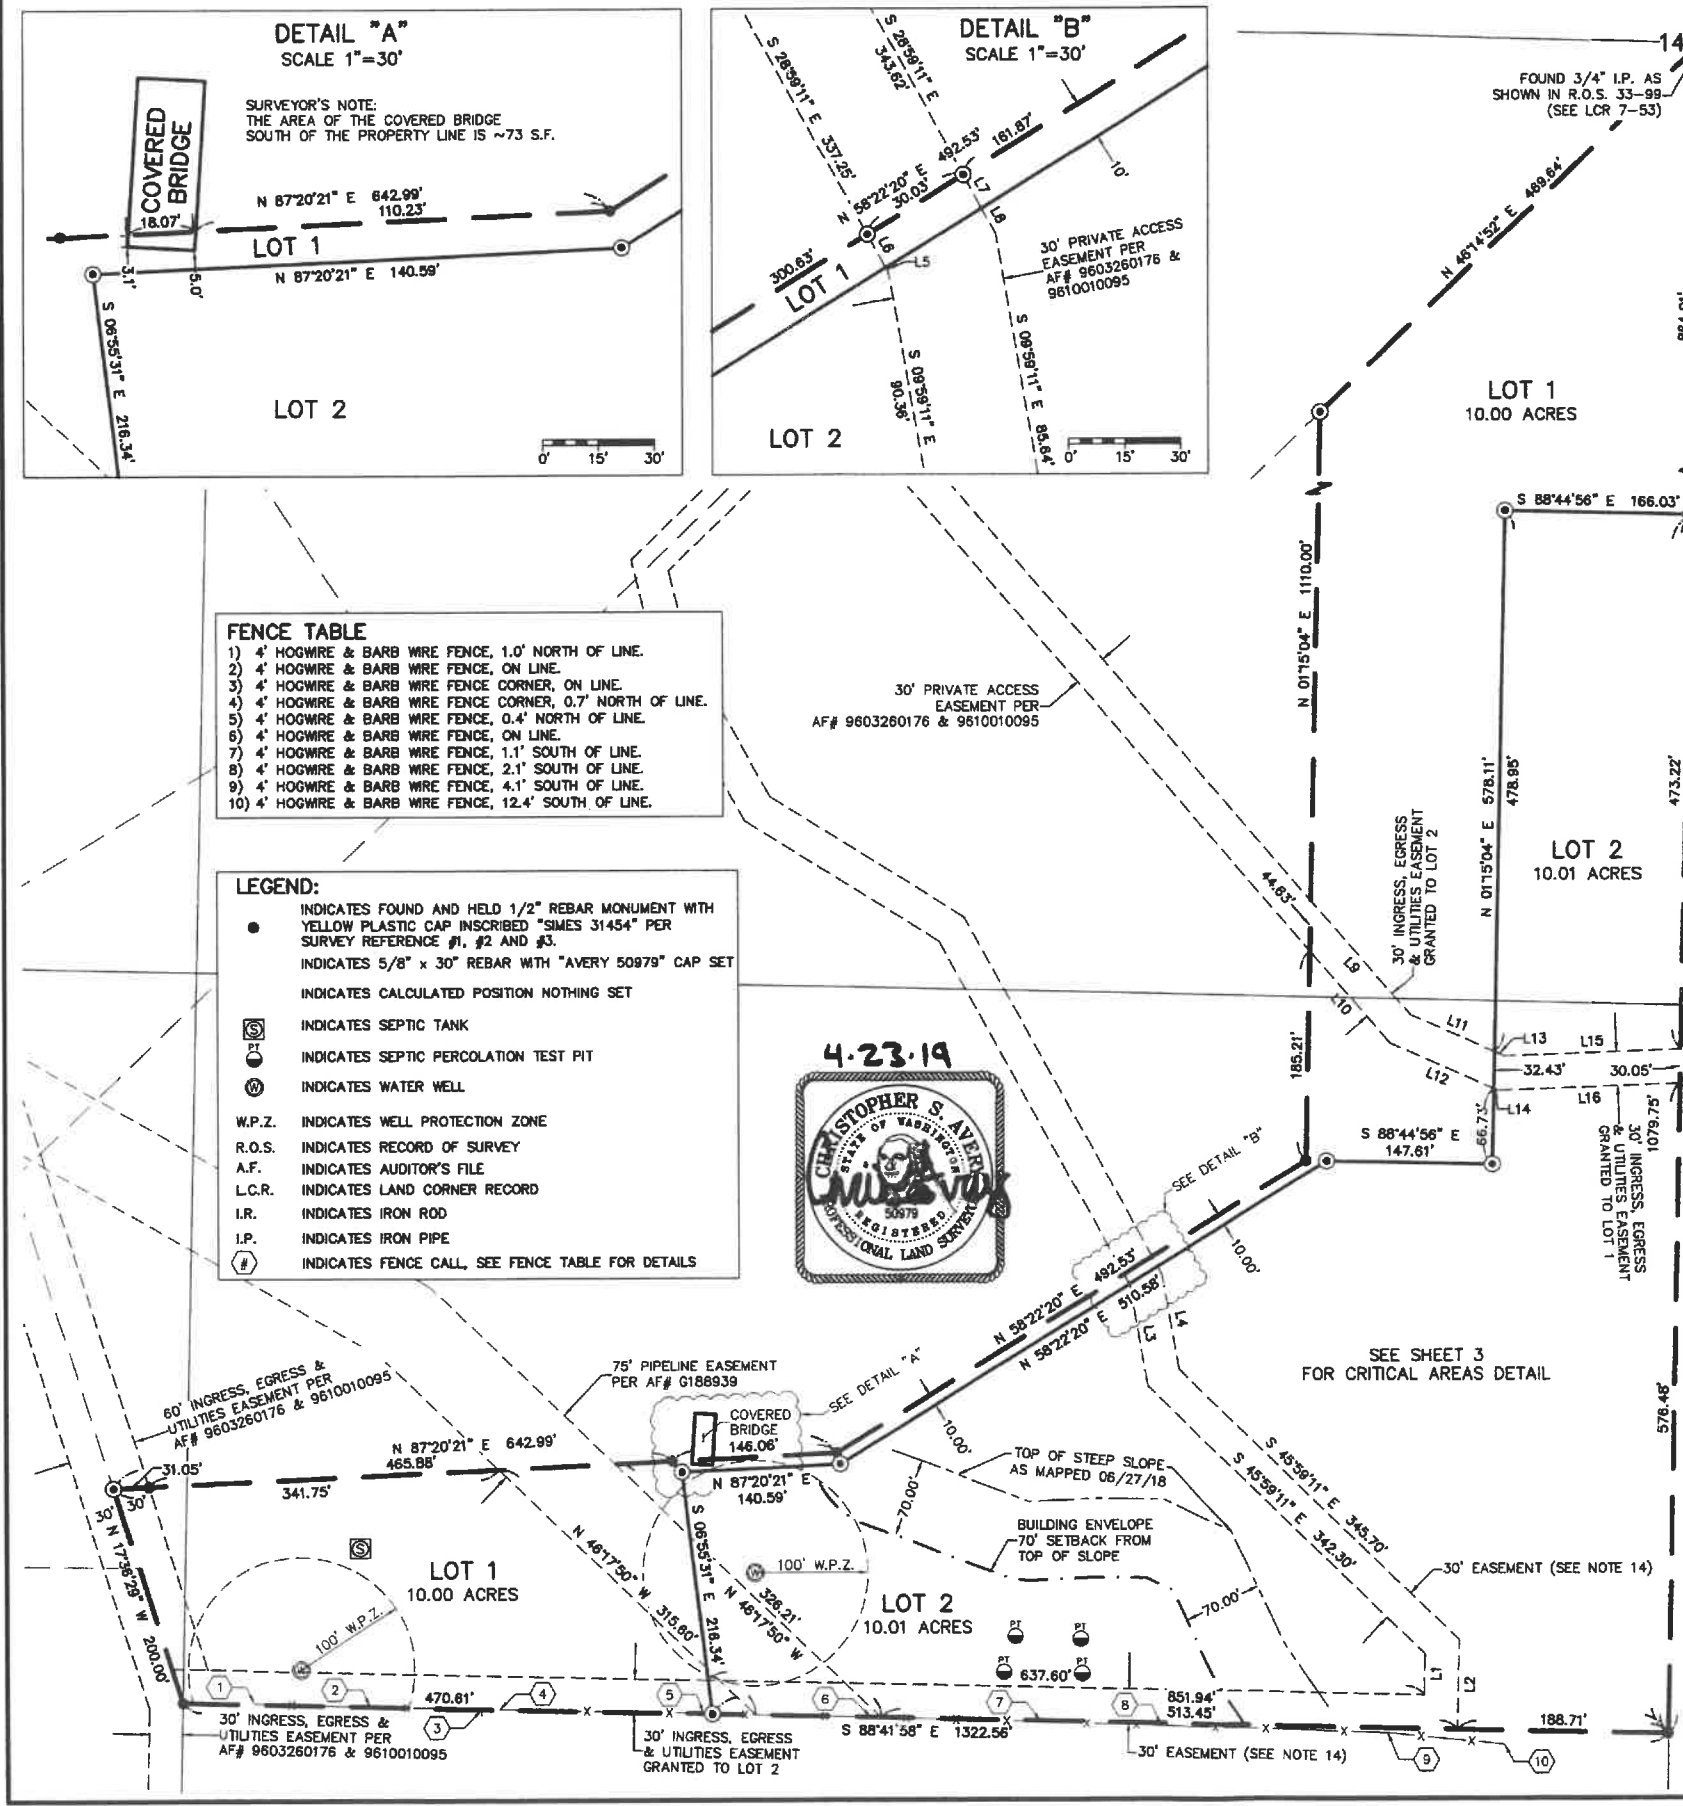 DETAIL "A"
SCALE 1"=30'
COVERED
BRIDGE
SURVEYOR'S NOTE:
THE AREA OF THE COVERED BRIDGE
SOUTH OF THE PROPERTY LINE IS ~73 S.F.
N 87°20'21" E 642.99'
110.23'
18.07'
LOT 1
N 87°20'21" E 140.59'
3.1'
5.0'
S 06°55'31" E 216.34'
LOT 2
0' 15' 30'
DETAIL "B"
SCALE 1"=30'
S 28°59'11" E 337.25'
S 28°59'11" E
343.62'
N 58°22'20" E 492.53'
30.03'
161.87'
10'
L7
L8
L6
L5
300.63'
LOT 1
30' PRIVATE ACCESS
EASEMENT PER
AF# 9603260176 &
9610010095
S 09°59'11" E
90.36'
S 09°59'11" E 85.64'
LOT 2
0' 15' 30'
14
FOUND 3/4" I.P. AS
SHOWN IN R.O.S. 33-99
(SEE LCR 7-53)
N 46°14'52" E 469.64'
LOT 1
10.00 ACRES
S 88°44'56" E 166.03'
N 01°15'04" E 1110.00'
FENCE TABLE
1) 4' HOGWIRE & BARB WIRE FENCE, 1.0' NORTH OF LINE.
2) 4' HOGWIRE & BARB WIRE FENCE, ON LINE.
3) 4' HOGWIRE & BARB WIRE FENCE CORNER, ON LINE.
4) 4' HOGWIRE & BARB WIRE FENCE CORNER, 0.7' NORTH OF LINE.
5) 4' HOGWIRE & BARB WIRE FENCE, 0.4' NORTH OF LINE.
6) 4' HOGWIRE & BARB WIRE FENCE, ON LINE.
7) 4' HOGWIRE & BARB WIRE FENCE, 1.1' SOUTH OF LINE.
8) 4' HOGWIRE & BARB WIRE FENCE, 2.1' SOUTH OF LINE.
9) 4' HOGWIRE & BARB WIRE FENCE, 4.1' SOUTH OF LINE.
10) 4' HOGWIRE & BARB WIRE FENCE, 12.4' SOUTH OF LINE.
30' PRIVATE ACCESS
EASEMENT PER
AF# 9603260176 & 9610010095
N 01°15'04" E 578.11'
478.95'
473.22'
LOT 2
10.01 ACRES
30' INGRESS, EGRESS
& UTILITIES EASEMENT
GRANTED TO LOT 2
44.63'
L9
L10
L11
L12
L13
L14
L15
L16
32.43'
30.05'
66.73'
185.21'
1079.75'
30' INGRESS, EGRESS
& UTILITIES EASEMENT
GRANTED TO LOT 1
S 88°44'56" E
147.61'
LEGEND:
INDICATES FOUND AND HELD 1/2" REBAR MONUMENT WITH
YELLOW PLASTIC CAP INSCRIBED "SIMES 31454" PER
SURVEY REFERENCE #1, #2 AND #3.
INDICATES 5/8" x 30" REBAR WITH "AVERY 50979" CAP SET
INDICATES CALCULATED POSITION NOTHING SET
S INDICATES SEPTIC TANK
PT INDICATES SEPTIC PERCOLATION TEST PIT
W INDICATES WATER WELL
W.P.Z. INDICATES WELL PROTECTION ZONE
R.O.S. INDICATES RECORD OF SURVEY
A.F. INDICATES AUDITOR'S FILE
L.C.R. INDICATES LAND CORNER RECORD
I.R. INDICATES IRON ROD
I.P. INDICATES IRON PIPE
# INDICATES FENCE CALL, SEE FENCE TABLE FOR DETAILS
4.23.19
CHRISTOPHER S. AVERY
STATE OF WASHINGTON
50979
REGISTERED
PROFESSIONAL LAND SURVEYOR
SEE DETAIL "B"
10.00'
N 58°22'20" E 492.53'
N 58°22'20" E 510.58'
L3
L4
SEE SHEET 3
FOR CRITICAL AREAS DETAIL
576.48'
60' INGRESS, EGRESS &
UTILITIES EASEMENT PER
AF# 9603260176 & 9610010095
75' PIPELINE EASEMENT
PER AF# G188939
SEE DETAIL "A"
COVERED
BRIDGE
146.06'
N 87°20'21" E 642.99'
465.88'
31.05'
341.75'
30'
30'
N 17°36'29" W 200.00'
N 87°20'21" E
140.59'
10.00'
TOP OF STEEP SLOPE
AS MAPPED 06/27/18
70.00'
BUILDING ENVELOPE
70' SETBACK FROM
TOP OF SLOPE
70.00'
S 45°59'11" E 345.70'
S 45°59'11" E 342.30'
30' EASEMENT (SEE NOTE 14)
S
LOT 1
10.00 ACRES
W
100' W.P.Z.
N 46°17'50" W 315.60'
S 06°55'31" E 216.34'
326.21'
N 46°17'50" W
W
100' W.P.Z.
LOT 2
10.01 ACRES
PT
PT
PT
PT
637.60'
L1
L2
1
2
470.61'
3
4
5
6
7
8
851.94'
513.45'
188.71'
S 88°41'58" E 1322.56'
9
10
30' INGRESS, EGRESS &
UTILITIES EASEMENT PER
AF# 9603260176 & 9610010095
30' INGRESS, EGRESS
& UTILITIES EASEMENT
GRANTED TO LOT 2
30' EASEMENT (SEE NOTE 14)